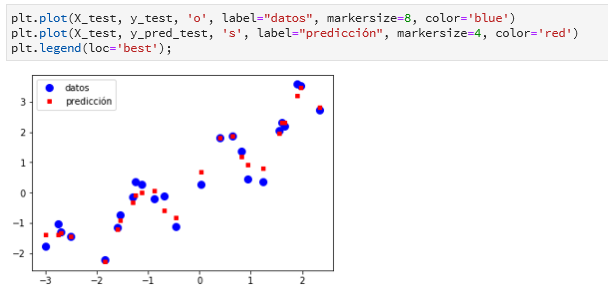 plt.plot(X_test, y_test, 'o', label="datos", markersize=8, color='blue')
plt.plot(X_test, y_pred_test, 's', label="predicción", markersize=4, color='red')
plt.legend(loc='best');
datos
predicción
3
2
1
0
−1
−2
−3 −2 −1 0 1 2